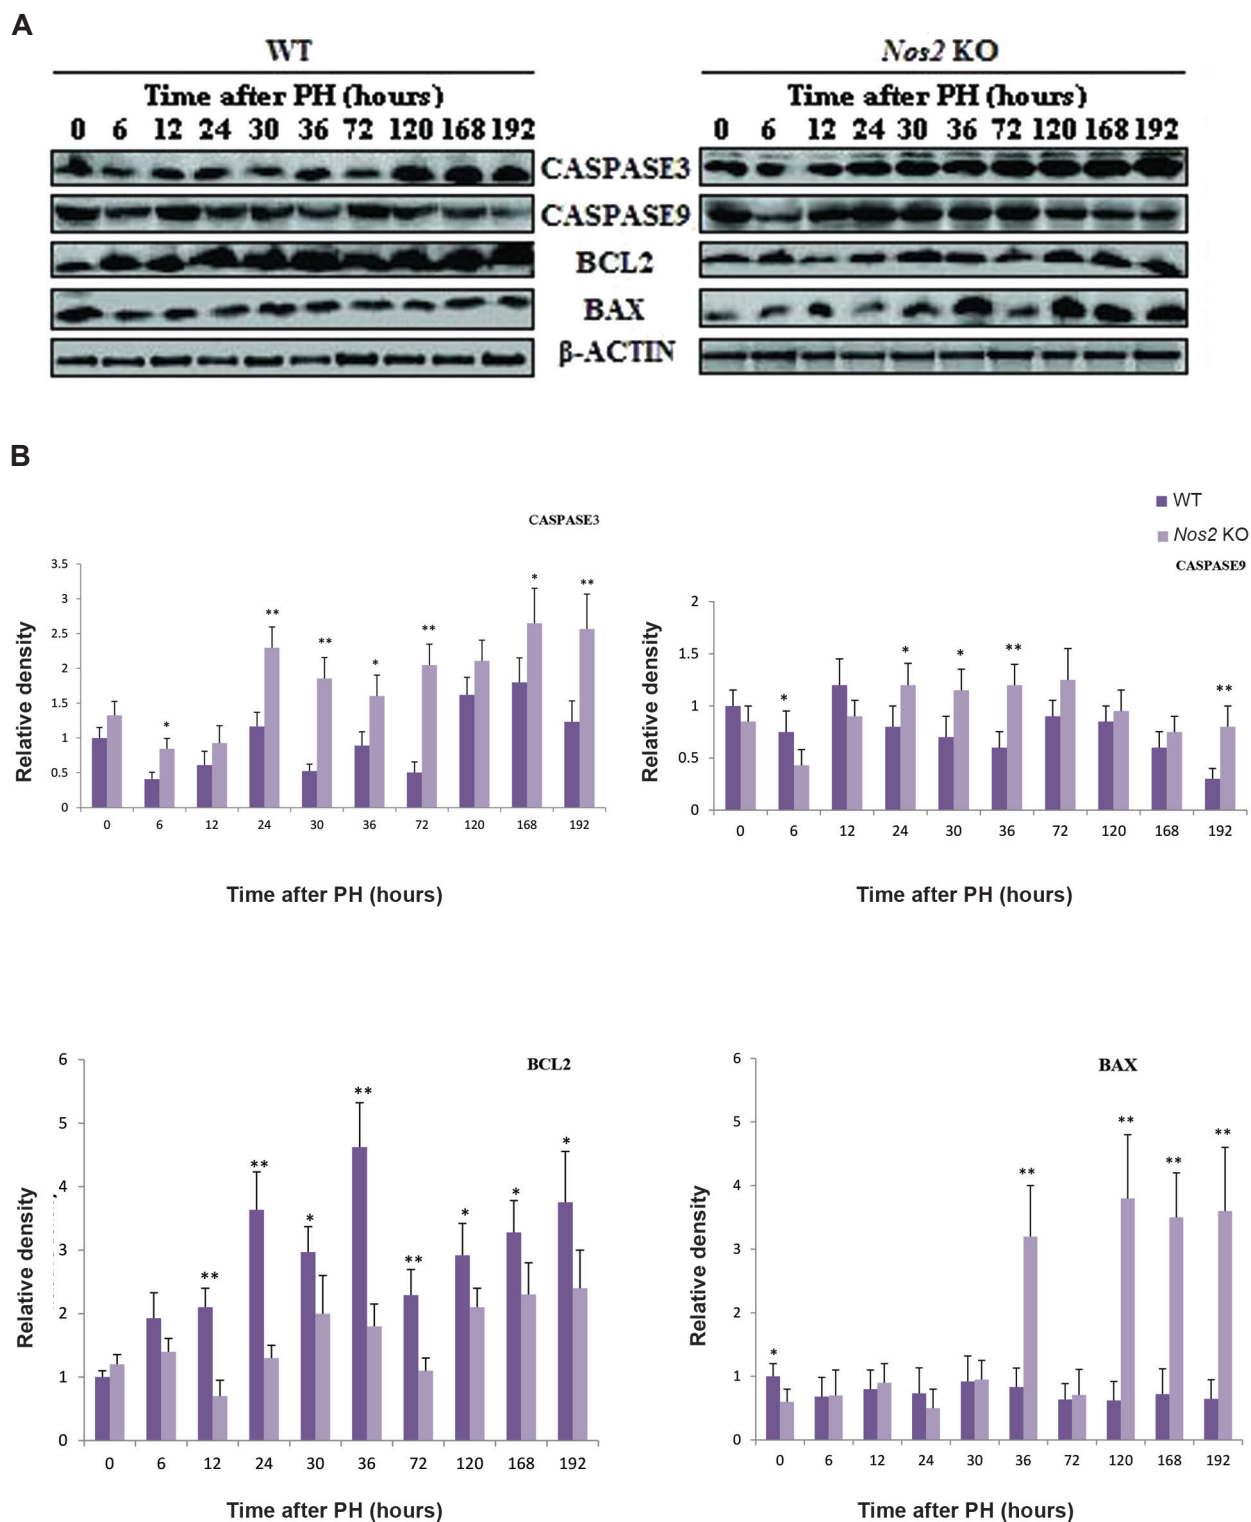 A
WT
Nos2 KO
Time after PH (hours)
Time after PH (hours)
0 6 12 24 30 36 72 120 168 192
0 6 12 24 30 36 72 120 168 192
CASPASE3
CASPASE9
BCL2
BAX
β-ACTIN
B
WT
Nos2 KO
CASPASE3
Relative density
3.5
3
2.5
2
1.5
1
0.5
0
* ** ** * ** * **
0 6 12 24 30 36 72 120 168 192
Time after PH (hours)
CASPASE9
Relative density
2
1.5
1
0.5
0
* * * ** **
0 6 12 24 30 36 72 120 168 192
Time after PH (hours)
BCL2
Relative density
6
5
4
3
2
1
0
** ** * ** ** * * *
0 6 12 24 30 36 72 120 168 192
Time after PH (hours)
BAX
Relative density
6
5
4
3
2
1
0
* ** ** ** **
0 6 12 24 30 36 72 120 168 192
Time after PH (hours)